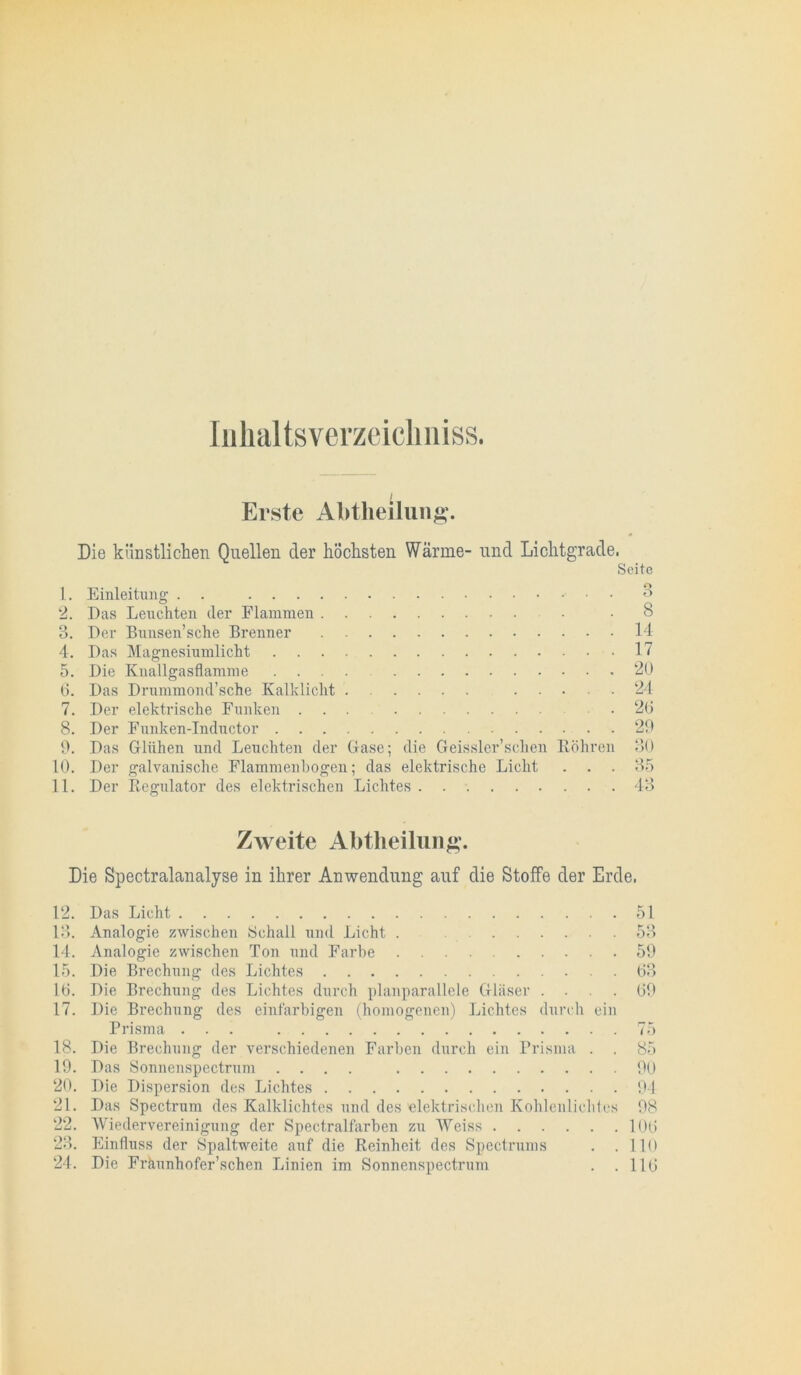 Inhaltsverzeichniss.
Erste Abtheilung.
Die künstlichen Quellen der höchsten Wärme- und Lichtgrade.
Seite
1. Einleitung . . . . . . . . . . . . . . . . . . 3
2. Das Leuchten der Flammen . . . . . . . . . . . . . 8
3. Der Bunsen'sche Brenner . . . . . . . . . . . . . 14
4. Das Magnesiumlicht . . . . . . . . . . . . . . . 17
5. Die Knallgasflamme . . . . . . . . . . . . . . 20
6. Das Drummond'sche Kalklicht . . . . . . . . . . 24
7. Der elektrische Funken . . . . . . . . . . . . . 26
8. Der Funken-Inductor . . . . . . . . . . . . . . . 29
9. Das Glühen und Leuchten der Gase; die Geissler'schen Röhren 30
10. Der galvanische Flammenbogen; das elektrische Licht . . . 35
11. Der Regulator des elektrischen Lichtes . . . . . . . . . 43
Zweite Abtheilung.
Die Spectralanalyse in ihrer Anwendung auf die Stoffe der Erde.
12. Das Licht . . . . . . . . . . . . . . . . . . . 51
13. Analogie zwischen Schall und Licht . . . . . . . . . 53
14. Analogie zwischen Ton und Farbe . . . . . . . . . . 59
15. Die Brechung des Lichtes . . . . . . . . . . . . . 63
16. Die Brechung des Lichtes durch planparallele Gläser . . . . 69
17. Die Brechung des einfarbigen (homogenen) Lichtes durch ein
Prisma . . . . . . . . . . . . . . . . . . 75
18. Die Brechung der verschiedenen Farben durch ein Prisma . . 85
19. Das Sonnenspectrum . . . . . . . . . . . . . . 90
20. Die Dispersion des Lichtes . . . . . . . . . . . . . 94
21. Das Spectrum des Kalklichtes und des elektrischen Kohlenlichtes 98
22. Wiedervereinigung der Spectralfarben zu Weiss . . . . . . 106
23. Einfluss der Spaltweite auf die Reinheit des Spectrums . . 110
24. Die Fraunhofer'schen Linien im Sonnenspectrum . . 116